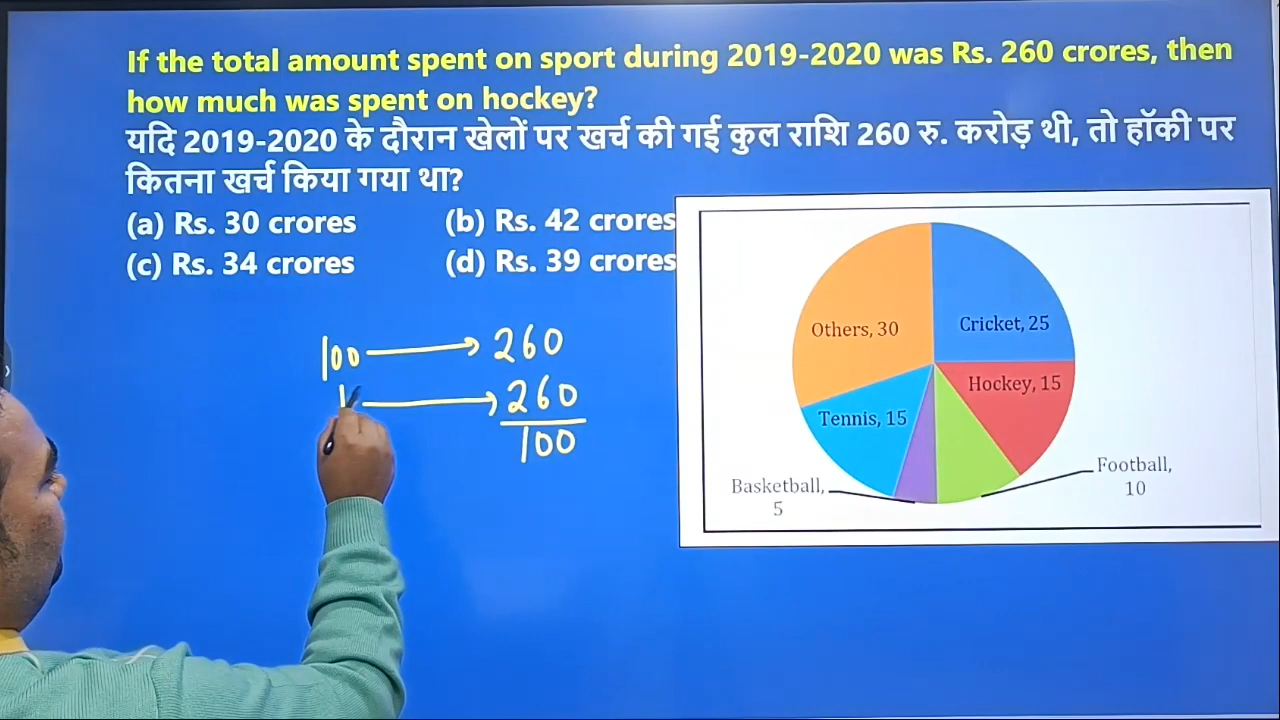 If the total amount spent on sport during 2019-2020 was Rs. 260 crores, then
how much was spent on hockey?
यदि 2019-2020 के दौरान खेलों पर खर्च की गई कुल राशि 260 रु. करोड़ थी, तो हॉकी पर
कितना खर्च किया गया था?
(a) Rs. 30 crores (b) Rs. 42 crores
(c) Rs. 34 crores (d) Rs. 39 crores
100 → 260
1 → 260
100
Others, 30
Cricket, 25
Hockey, 15
Tennis, 15
Basketball,
5
Football,
10